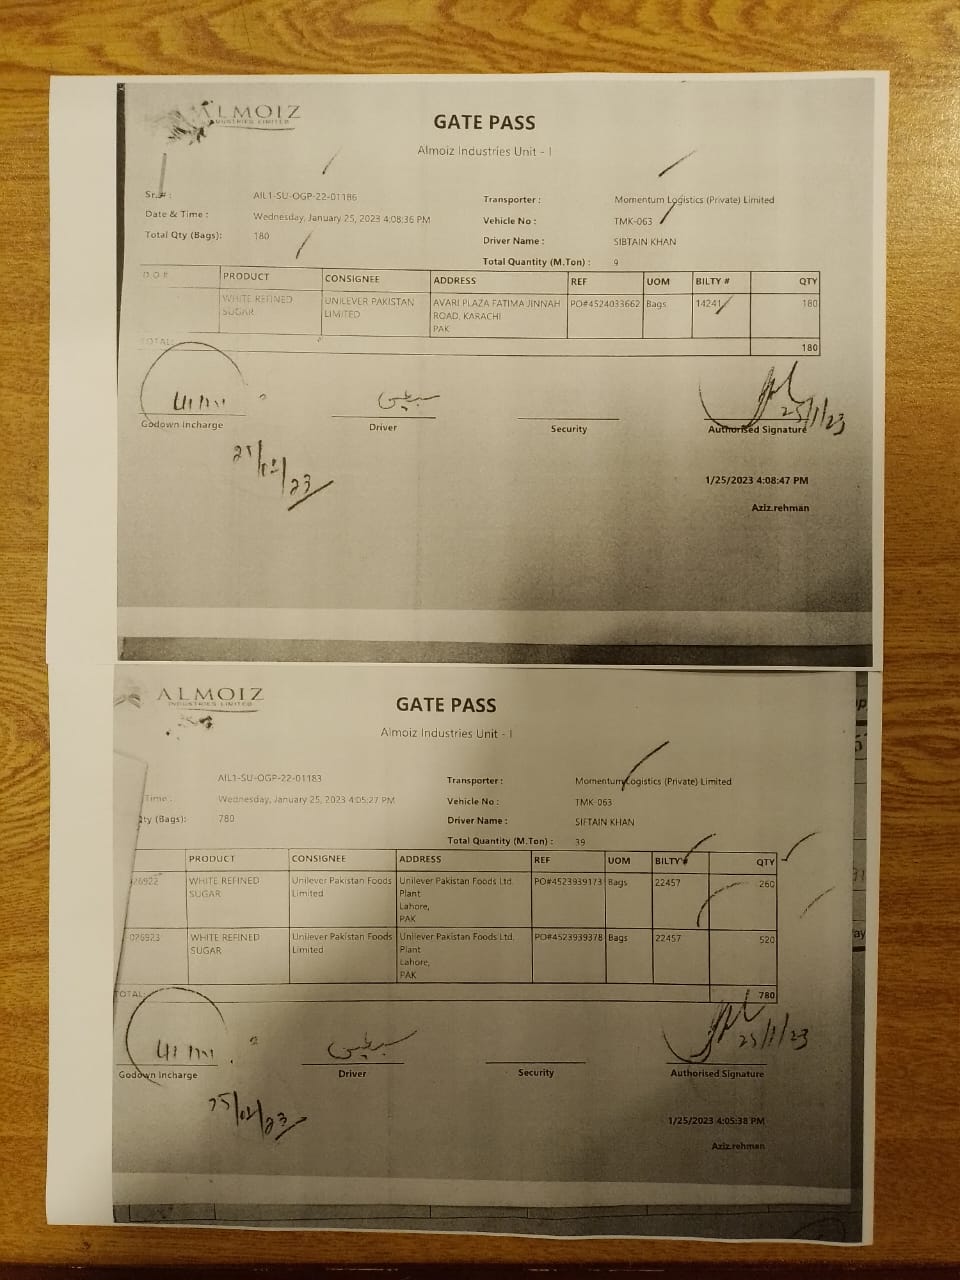 ALMOIZ
INDUSTRIES LIMITED
GATE PASS
Almoiz Industries Unit - I
Sr.# : AIL1-SU-OGP-22-01186 Transporter : Momentum Logistics (Private) Limited
Date & Time : Wednesday, January 25, 2023 4:08:36 PM Vehicle No : TMK-063
Total Qty (Bags): 180 Driver Name : SIBTAIN KHAN
Total Quantity (M.Ton) : 9
D.O # PRODUCT CONSIGNEE ADDRESS REF UOM BILTY # QTY
WHITE REFINED UNILEVER PAKISTAN AVARI PLAZA FATIMA JINNAH PO#4524033662 Bags 14241 180
SUGAR LIMITED ROAD, KARACHI
PAK
TOTAL: 180
25/1/23
Godown Incharge Driver Security Authorised Signature
25/01/23
1/25/2023 4:08:47 PM
Aziz.rehman
ALMOIZ
INDUSTRIES LIMITED
GATE PASS
Almoiz Industries Unit - I
AIL1-SU-OGP-22-01183 Transporter : Momentum Logistics (Private) Limited
Time : Wednesday, January 25, 2023 4:05:27 PM Vehicle No : TMK-063
ty (Bags): 780 Driver Name : SIFTAIN KHAN
Total Quantity (M.Ton) : 39
PRODUCT CONSIGNEE ADDRESS REF UOM BILTY # QTY
26922 WHITE REFINED Unilever Pakistan Foods Unilever Pakistan Foods Ltd. PO#4523939173 Bags 22457 260
SUGAR Limited Plant
Lahore,
PAK
026923 WHITE REFINED Unilever Pakistan Foods Unilever Pakistan Foods Ltd. PO#4523939378 Bags 22457 520
SUGAR Limited Plant
Lahore,
PAK
TOTAL: 780
25/1/23
Godown Incharge Driver Security Authorised Signature
25/01/23
1/25/2023 4:05:38 PM
Aziz.rehman